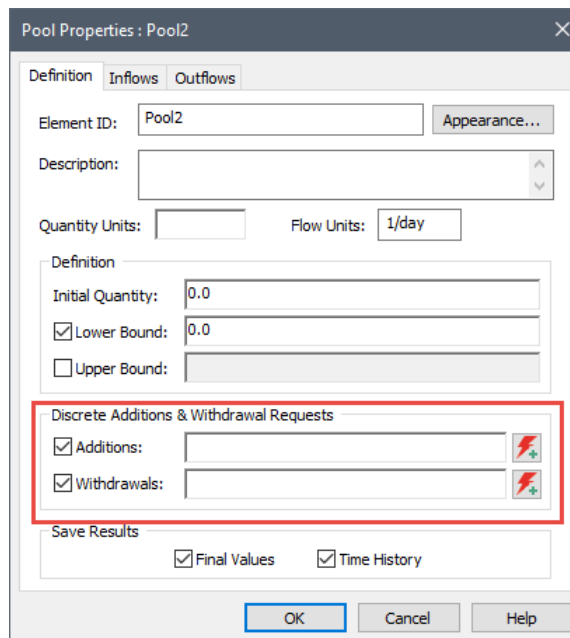 Pool Properties : Pool2
Definition Inflows Outflows
Element ID: Pool2 Appearance...
Description:
Quantity Units: Flow Units: 1/day
Definition
Initial Quantity: 0.0
Lower Bound: 0.0
Upper Bound:
Discrete Additions & Withdrawal Requests
Additions:
Withdrawals:
Save Results
Final Values Time History
OK Cancel Help